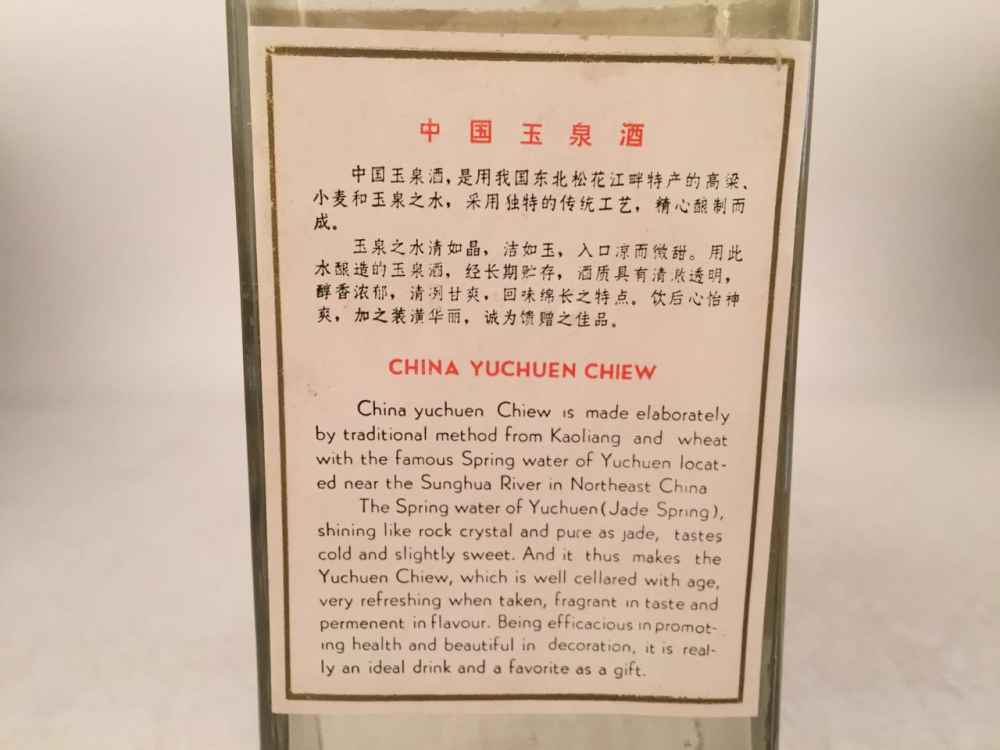 中国玉泉酒
中国玉泉酒，是用我国东北松花江畔特产的高梁、
小麦和玉泉之水，采用独特的传统工艺，精心酿制而
成。
玉泉之水清如晶，洁如玉，入口凉而微甜。用此
水酿造的玉泉酒，经长期贮存，酒质具有清澈透明，
醇香浓郁，清冽甘爽，回味绵长之特点。饮后心怡神
爽，加之装潢华丽，诚为馈赠之佳品。
CHINA YUCHUEN CHIEW
China yuchuen Chiew is made elaborately
by traditional method from Kaoliang and wheat
with the famous Spring water of Yuchuen locat-
ed near the Sunghua River in Northeast China
The Spring water of Yuchuen (Jade Spring),
shining like rock crystal and pure as jade, tastes
cold and slightly sweet. And it thus makes the
Yuchuen Chiew, which is well cellared with age,
very refreshing when taken, fragrant in taste and
permenent in flavour. Being efficacious in promot-
ing health and beautiful in decoration, it is real-
ly an ideal drink and a favorite as a gift.